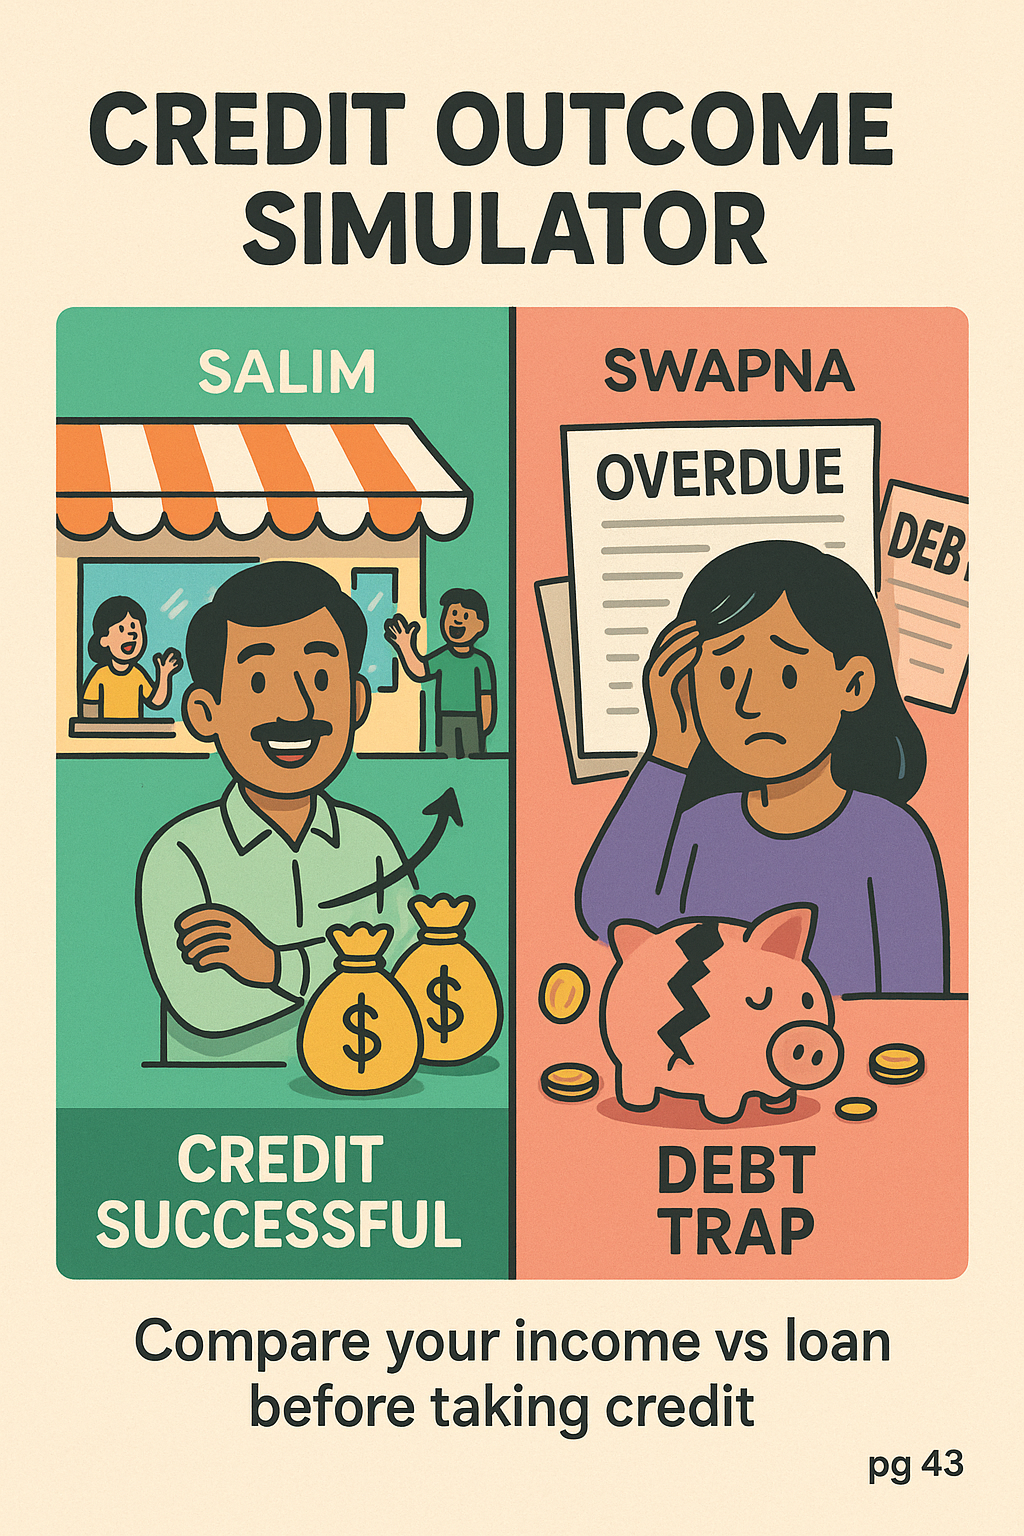 CREDIT OUTCOME
SIMULATOR
SALIM
SWAPNA
OVERDUE
DEB
$
$
CREDIT
SUCCESSFUL
DEBT
TRAP
Compare your income vs loan
before taking credit
pg 43